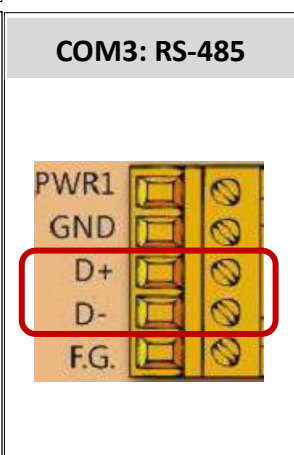 COM3: RS-485
PWR1
GND
D+
D-
F.G.